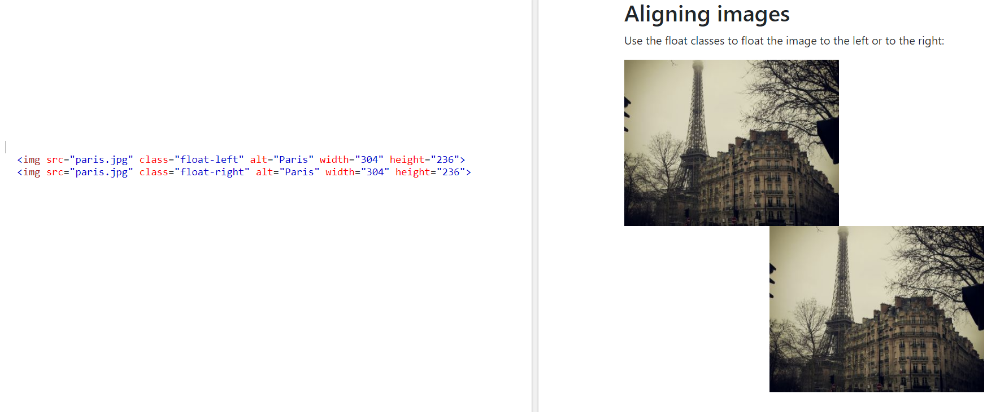 <img src="paris.jpg" class="float-left" alt="Paris" width="304" height="236">
<img src="paris.jpg" class="float-right" alt="Paris" width="304" height="236">
Aligning images
Use the float classes to float the image to the left or to the right: